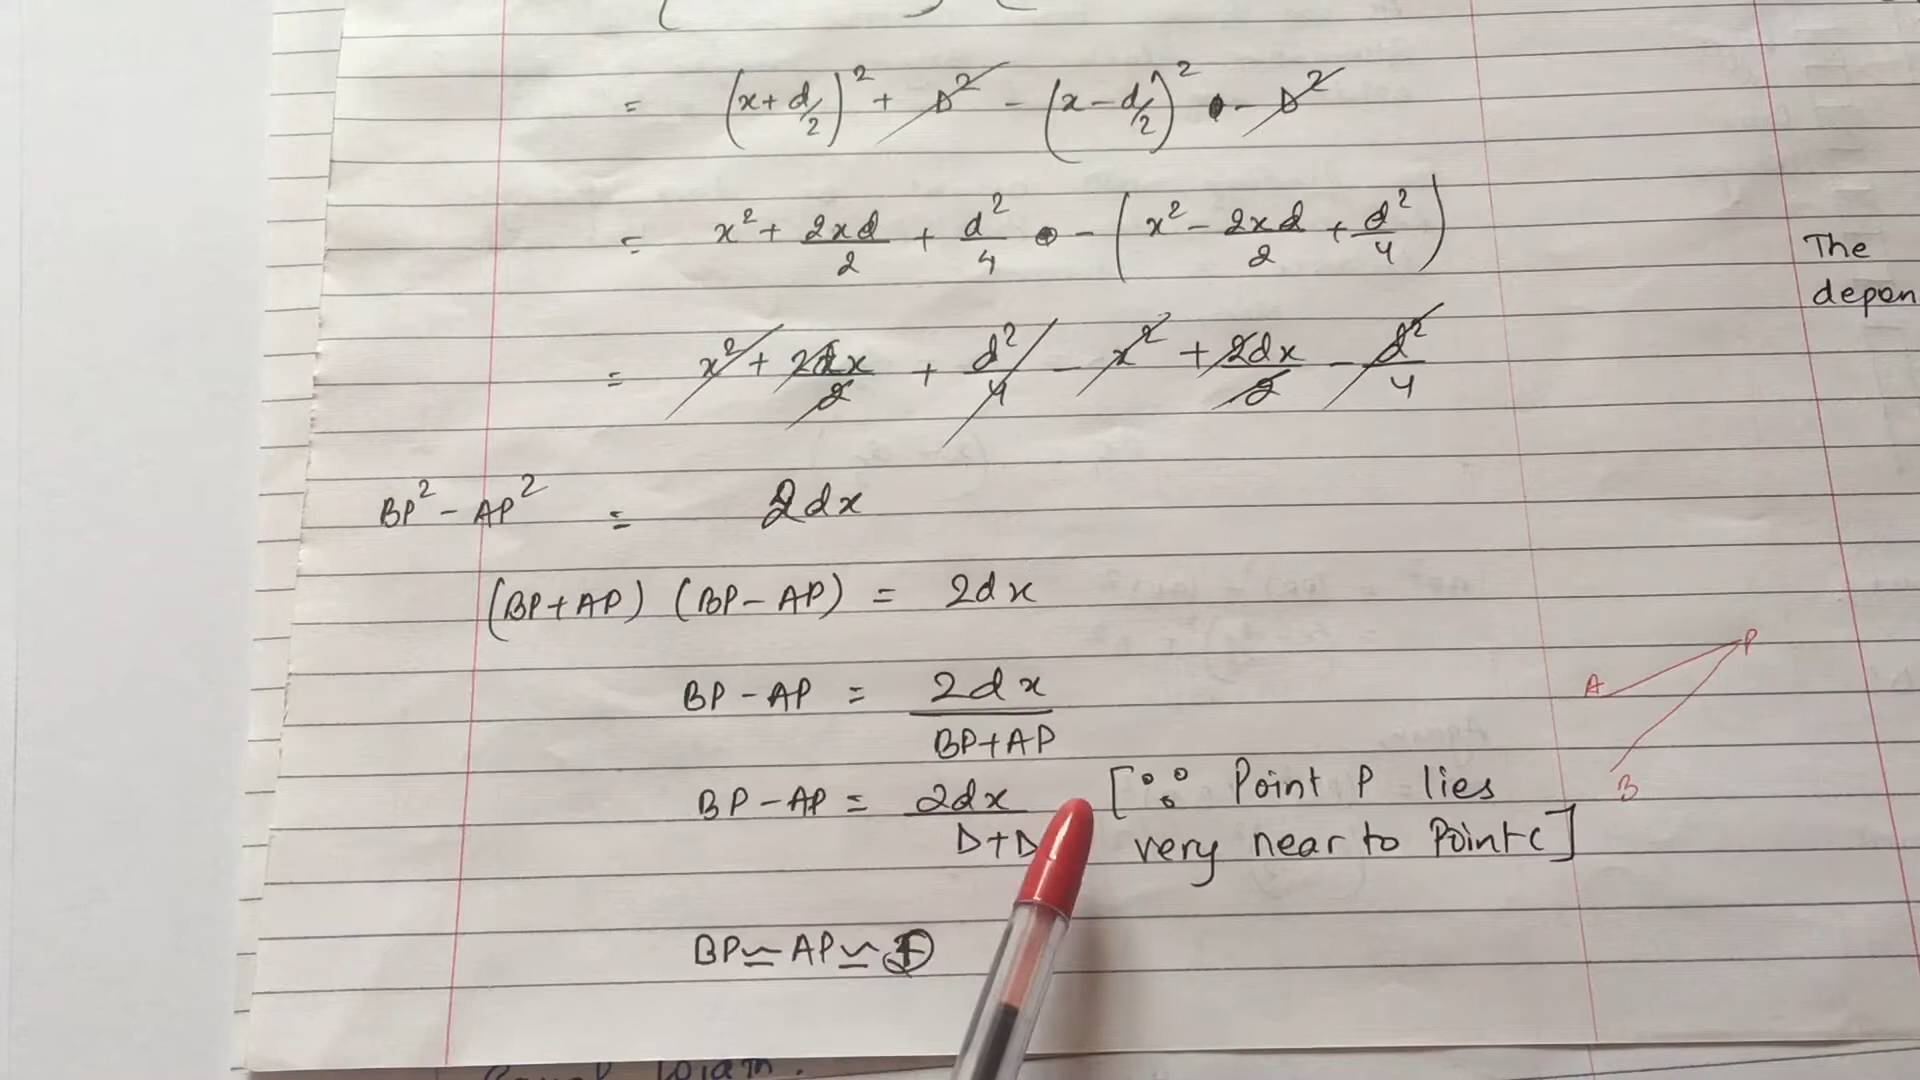 = (x+d/2)² + D² - (x-d/2)² - D²
= x² + 2xd/2 + d²/4 - (x² - 2xd/2 + d²/4)
The
depen
= x² + 2dx/2 + d²/4 - x² + 2dx/2 - d²/4
BP² - AP² = 2dx
(BP+AP) (BP-AP) = 2dx
P
A
BP-AP = 2dx/BP+AP
B
BP-AP = 2dx/D+D [∵ Point P lies
very near to Point C]
BP ≃ AP ≃